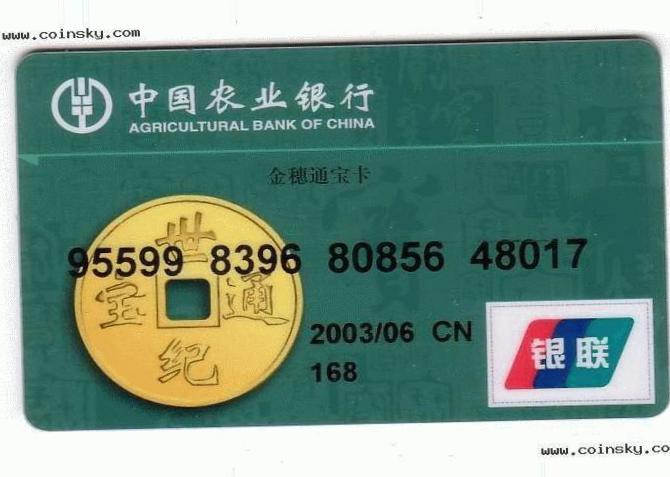 www.coinsky.com
中国农业银行
AGRICULTURAL BANK OF CHINA
金穗通宝卡
95599 8396 80856 48017
世
宝 通
纪
2003/06 CN
168
银联
www.coinsky.co